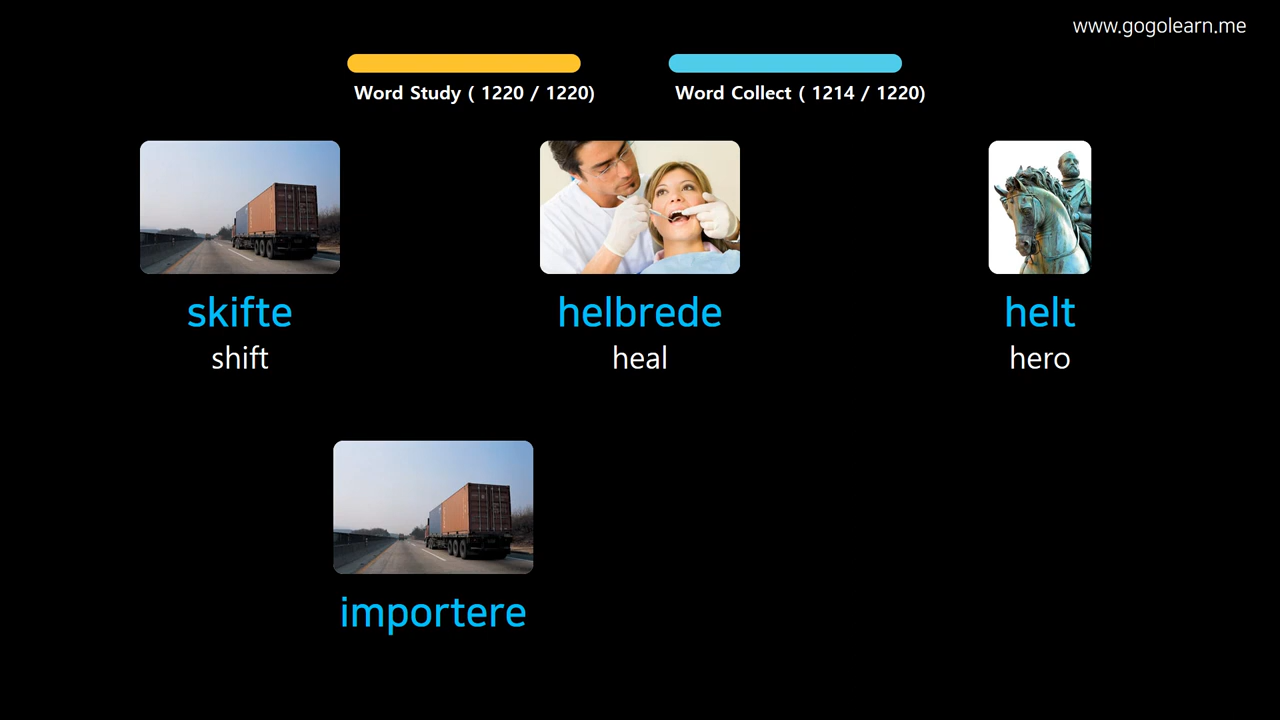 www.gogolearn.me
Word Study ( 1220 / 1220)
Word Collect ( 1214 / 1220)
skifte
helbrede
helt
shift
heal
hero
importere